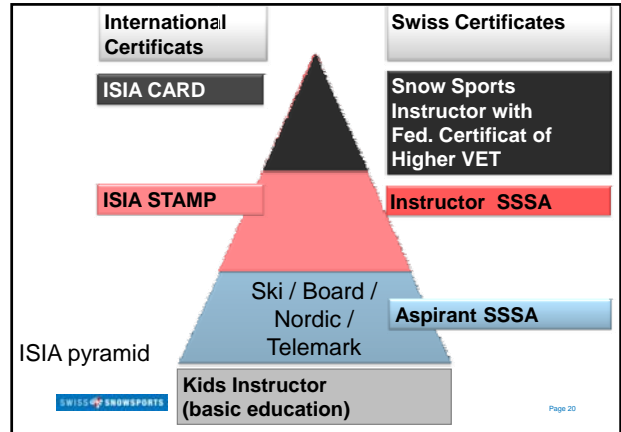 International
Certificats
Swiss Certificates
ISIA CARD
Snow Sports
Instructor with
Fed. Certificat of
Higher VET
ISIA STAMP
Instructor SSSA
Ski / Board /
Nordic /
Telemark
Aspirant SSSA
ISIA pyramid
Kids Instructor
(basic education)
SWISS SNOWSPORTS
Page 20